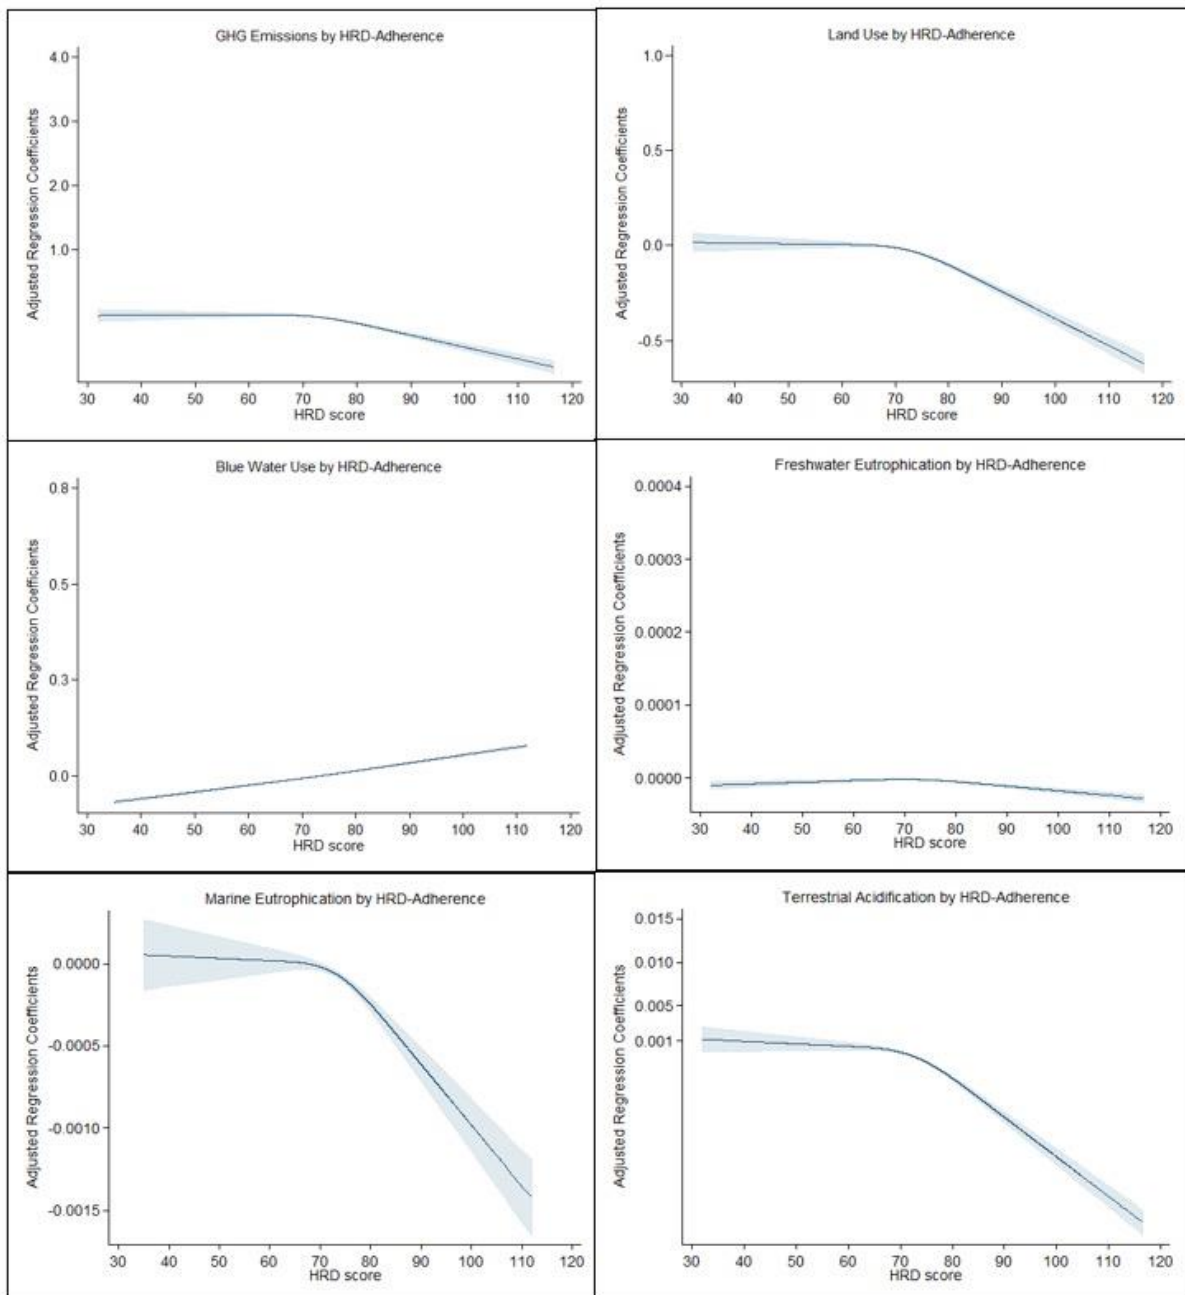 GHG Emissions by HRD-Adherence
Adjusted Regression Coefficients
4.0
3.0
2.0
1.0
30 40 50 60 70 80 90 100 110 120
HRD score
Land Use by HRD-Adherence
Adjusted Regression Coefficients
1.0
0.5
0.0
-0.5
30 40 50 60 70 80 90 100 110 120
HRD score
Blue Water Use by HRD-Adherence
Adjusted Regression Coefficients
0.8
0.5
0.3
0.0
30 40 50 60 70 80 90 100 110 120
HRD score
Freshwater Eutrophication by HRD-Adherence
Adjusted Regression Coefficients
0.0004
0.0003
0.0002
0.0001
0.0000
30 40 50 60 70 80 90 100 110 120
HRD score
Marine Eutrophication by HRD-Adherence
Adjusted Regression Coefficients
0.0000
-0.0005
-0.0010
-0.0015
30 40 50 60 70 80 90 100 110 120
HRD score
Terrestrial Acidification by HRD-Adherence
Adjusted Regression Coefficients
0.015
0.010
0.005
0.001
30 40 50 60 70 80 90 100 110 120
HRD score